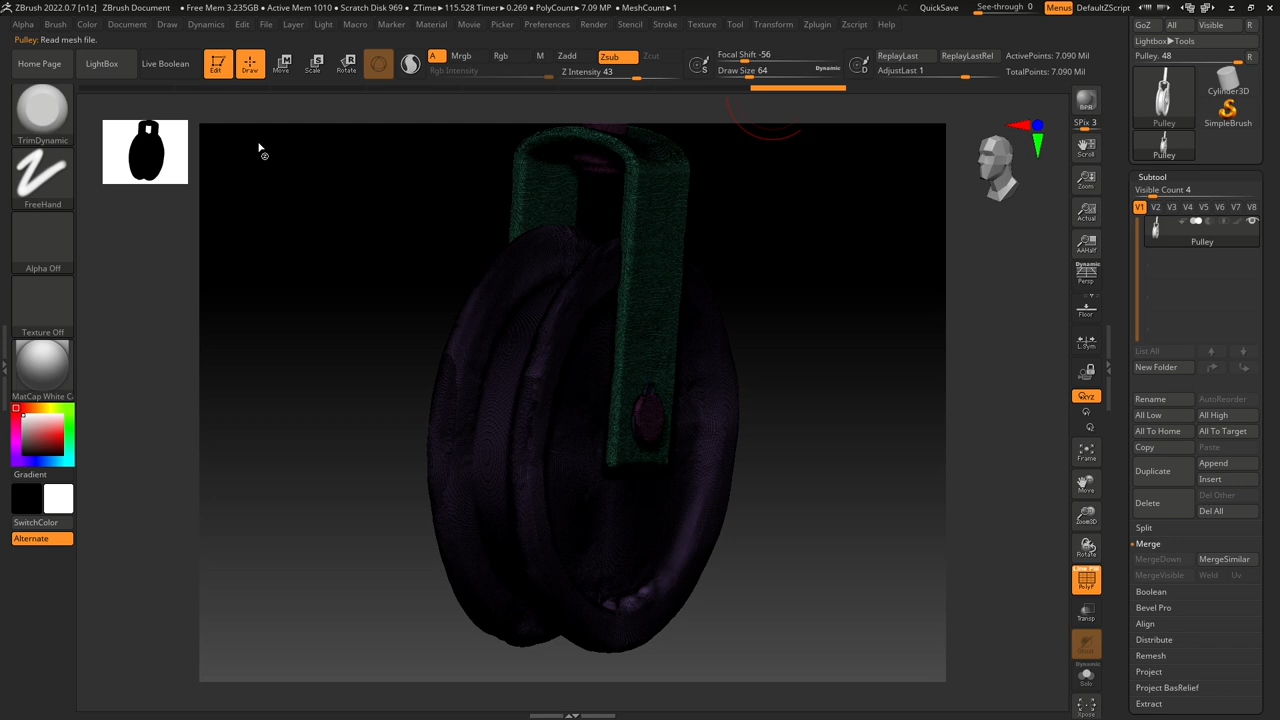 ZBrush 2022.0.7 [n1z] ZBrush Document ● Free Mem 3.235GB ● Active Mem 1010 ● Scratch Disk 969 ● ZTime►115.528 Timer►0.269 ● PolyCount►7.09 MP ● MeshCount►1 AC QuickSave See-through 0 Menus DefaultZScript
Alpha Brush Color Document Draw Dynamics Edit File Layer Light Macro Marker Material Movie Picker Preferences Render Stencil Stroke Texture Tool Transform Zplugin Zscript Help
Pulley: Read mesh file.
Home Page LightBox Live Boolean Edit Draw Move Scale Rotate
A Mrgb Rgb M Zadd Zsub Zcut
Rgb Intensity Z Intensity 43
Focal Shift -56
Draw Size 64 Dynamic
S
D
ReplayLast ReplayLastRel ActivePoints: 7.090 Mil
AdjustLast 1 TotalPoints: 7.090 Mil
TrimDynamic
FreeHand
Alpha Off
Texture Off
MatCap White C
Gradient
SwitchColor
Alternate
BPR
SPix 3
Scroll
Zoom
Actual
AAHalf
Dynamic
Persp
Floor
L.Sym
XYZ
Frame
Move
Zoom3D
Rotate
Line Fill
PolyF
Transp
Dynamic
Solo
Xpose
GoZ All Visible R
Lightbox►Tools
Pulley. 48 R
Pulley Cylinder3D
SimpleBrush
Pulley
Subtool
Visible Count 4
V1 V2 V3 V4 V5 V6 V7 V8
Pulley
List All
New Folder
Rename AutoReorder
All Low All High
All To Home All To Target
Copy Paste
Duplicate Append
Insert
Delete Del Other
Del All
Split
Merge
MergeDown MergeSimilar
MergeVisible Weld Uv
Boolean
Bevel Pro
Align
Distribute
Remesh
Project
Project BasRelief
Extract